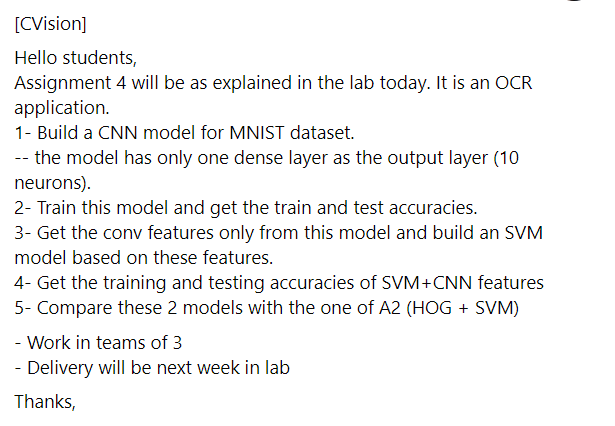 [CVision]
Hello students,
Assignment 4 will be as explained in the lab today. It is an OCR
application.
1- Build a CNN model for MNIST dataset.
-- the model has only one dense layer as the output layer (10
neurons).
2- Train this model and get the train and test accuracies.
3- Get the conv features only from this model and build an SVM
model based on these features.
4- Get the training and testing accuracies of SVM+CNN features
5- Compare these 2 models with the one of A2 (HOG + SVM)
- Work in teams of 3
- Delivery will be next week in lab
Thanks,